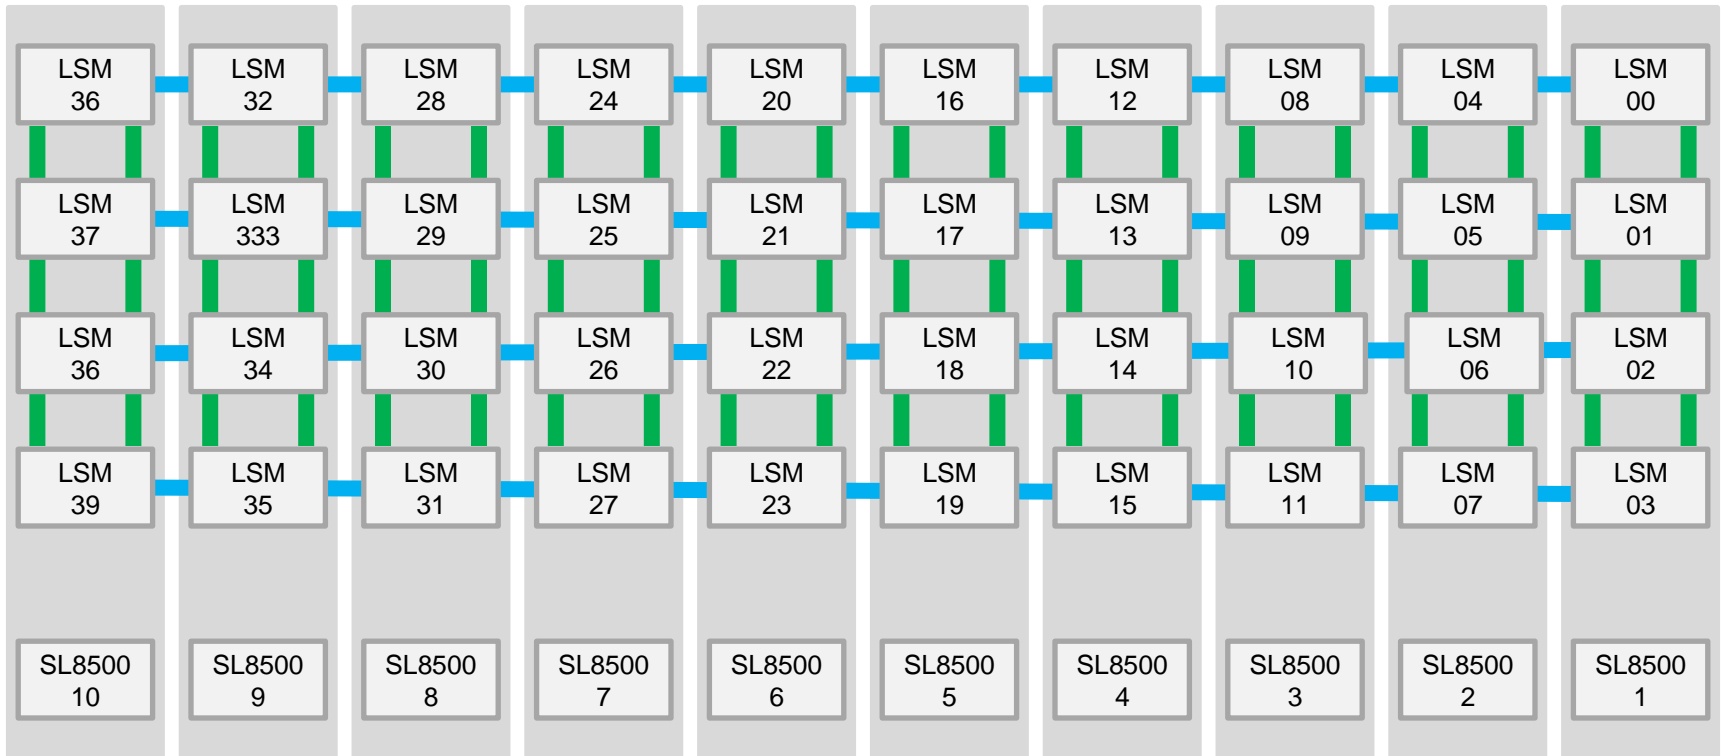 LSM
36
LSM
32
LSM
28
LSM
24
LSM
20
LSM
16
LSM
12
LSM
08
LSM
04
LSM
00
LSM
37
LSM
333
LSM
29
LSM
25
LSM
21
LSM
17
LSM
13
LSM
09
LSM
05
LSM
01
LSM
36
LSM
34
LSM
30
LSM
26
LSM
22
LSM
18
LSM
14
LSM
10
LSM
06
LSM
02
LSM
39
LSM
35
LSM
31
LSM
27
LSM
23
LSM
19
LSM
15
LSM
11
LSM
07
LSM
03
SL8500
10
SL8500
9
SL8500
8
SL8500
7
SL8500
6
SL8500
5
SL8500
4
SL8500
3
SL8500
2
SL8500
1